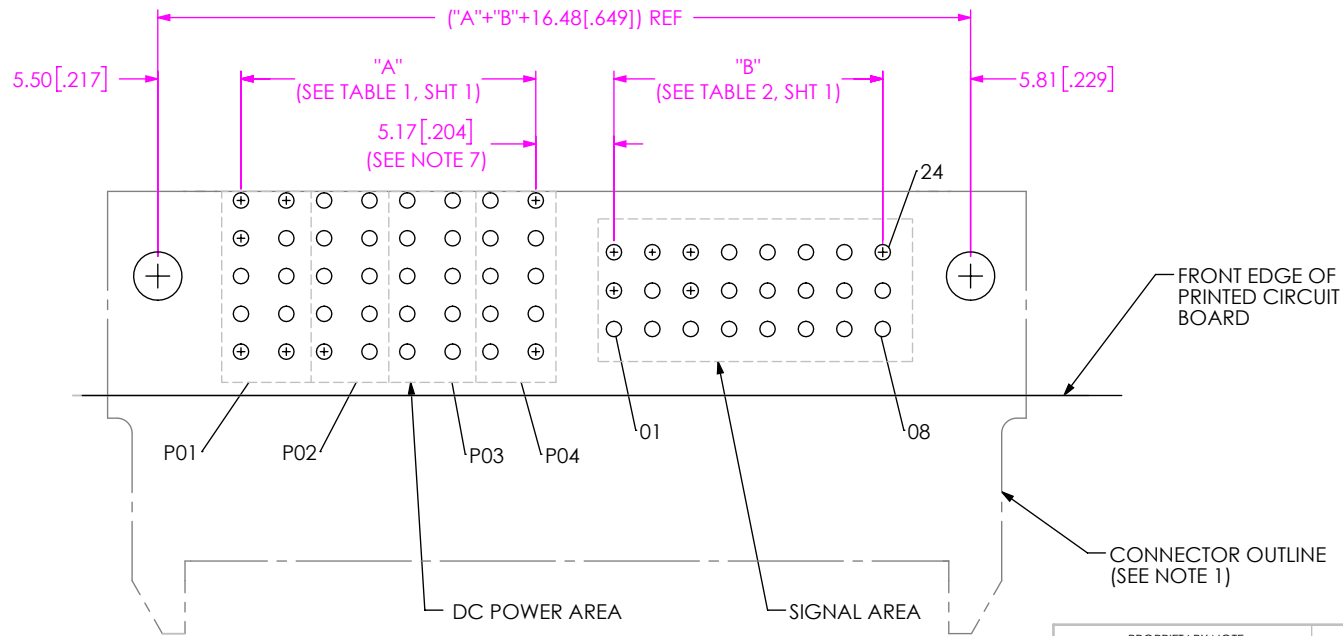 ("A"+"B"+16.48[.649]) REF
5.50[.217]
"A"
(SEE TABLE 1, SHT 1)
"B"
(SEE TABLE 2, SHT 1)
5.81[.229]
5.17[.204]
(SEE NOTE 7)
24
FRONT EDGE OF
PRINTED CIRCUIT
BOARD
P01
P02
P03
P04
01
08
CONNECTOR OUTLINE
(SEE NOTE 1)
DC POWER AREA
SIGNAL AREA
PROPRIETARY NOTE